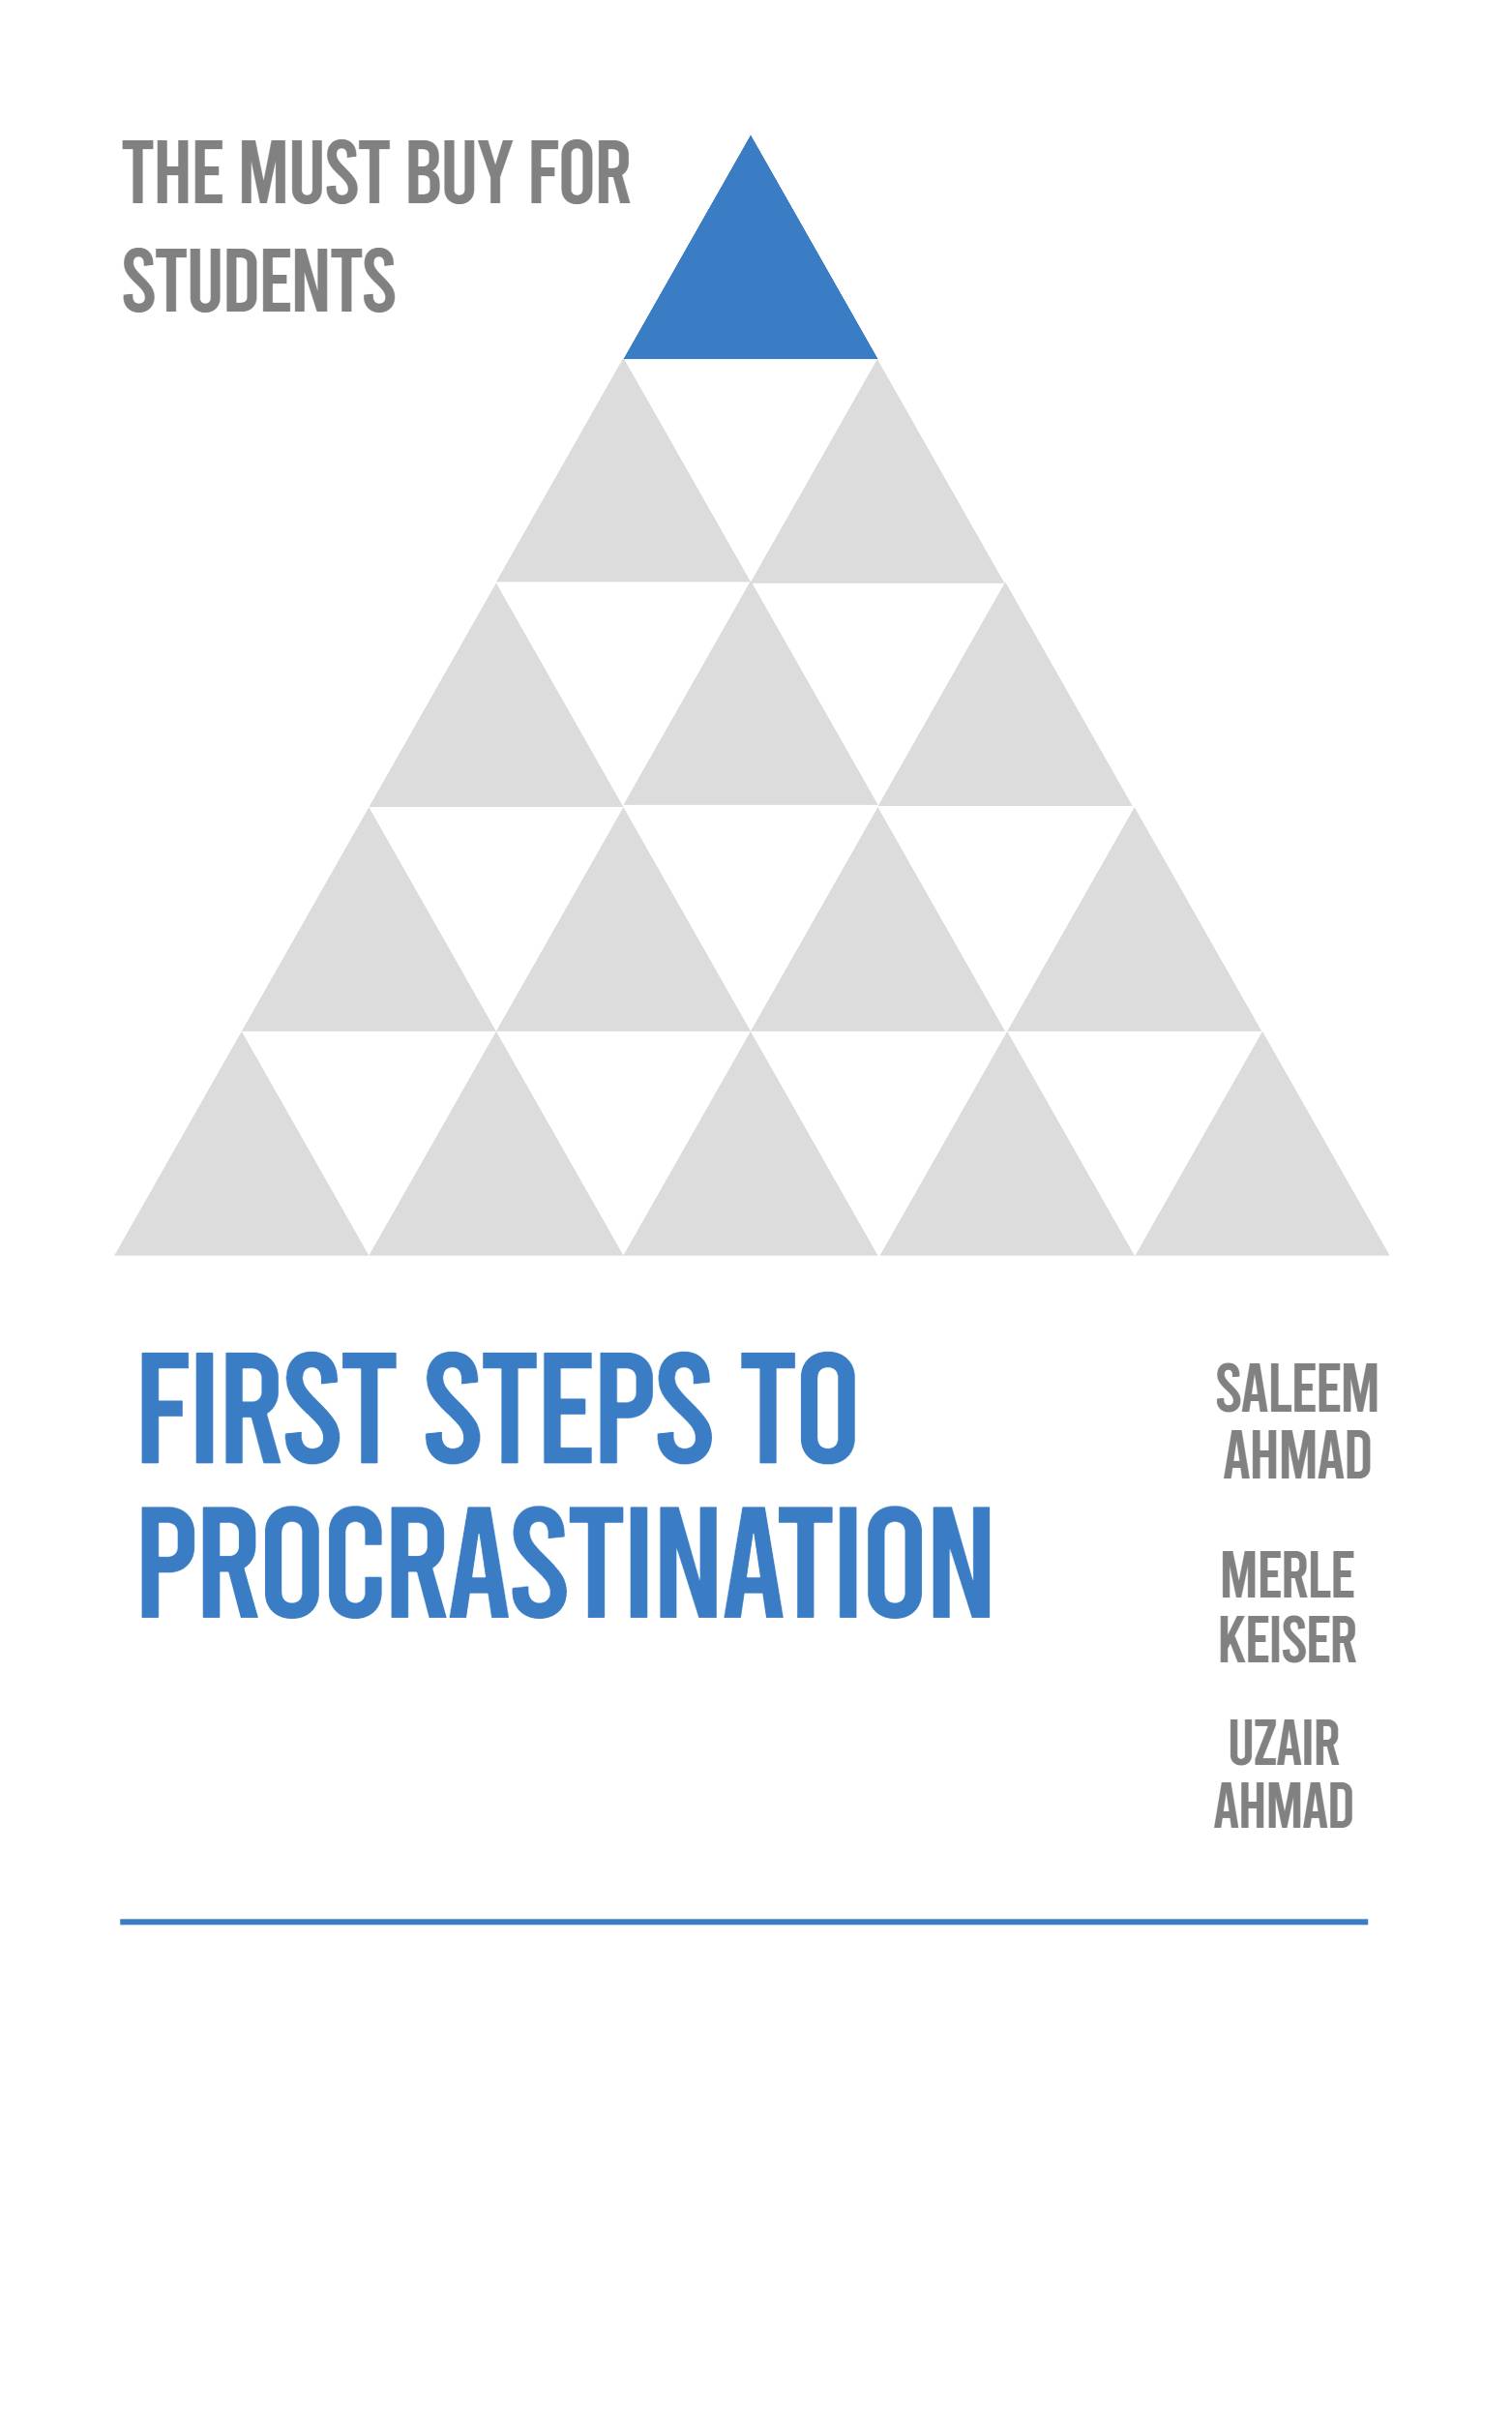 THE MUST BUY FOR
STUDENTS
FIRST STEPS TO
PROCRASTINATION
SALEEM
AHMAD
MERLE
KEISER
UZAIR
AHMAD